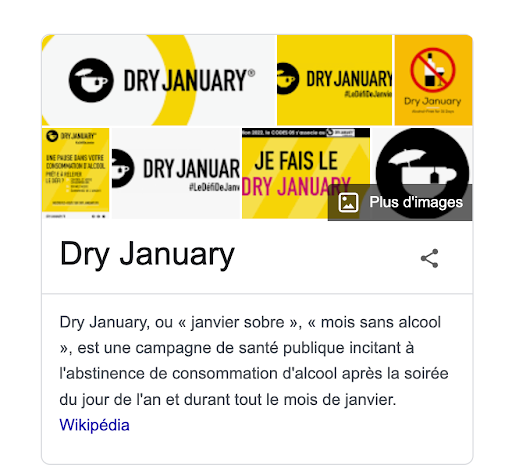 DRY JANUARY®
DRY JANUARY
#LeDéfiDeJanvie
Dry January
DRY JANUARY®
UNE PAUSE DANS VOTRE
CONSOMMATION D'ALCOOL
PRÊT·E À RELEVER
LE DÉFI ?
DRY JANUAR
#LeDéfiDeJanv
JE FAIS LE
DRY JANUARY
Plus d'images
Dry January
Dry January, ou « janvier sobre », « mois sans alcool
», est une campagne de santé publique incitant à
l'abstinence de consommation d'alcool après la soirée
du jour de l'an et durant tout le mois de janvier.
Wikipédia